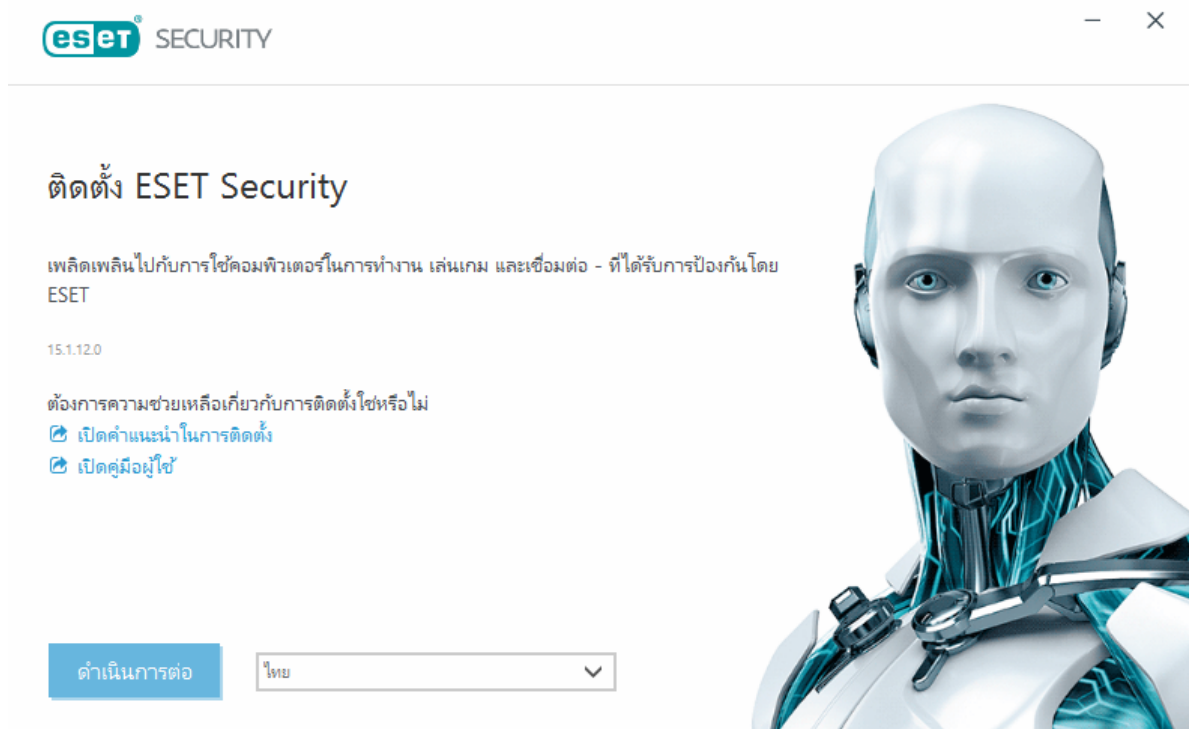 eset® SECURITY
ติดตั้ง ESET Security
เพลิดเพลินไปกับการใช้คอมพิวเตอร์ในการทำงาน เล่นเกม และเชื่อมต่อ - ที่ได้รับการป้องกันโดย
ESET
15.1.12.0
ต้องการความช่วยเหลือเกี่ยวกับการติดตั้งใช่หรือไม่
เปิดคำแนะนำในการติดตั้ง
เปิดคู่มือผู้ใช้
ดำเนินการต่อ ไทย